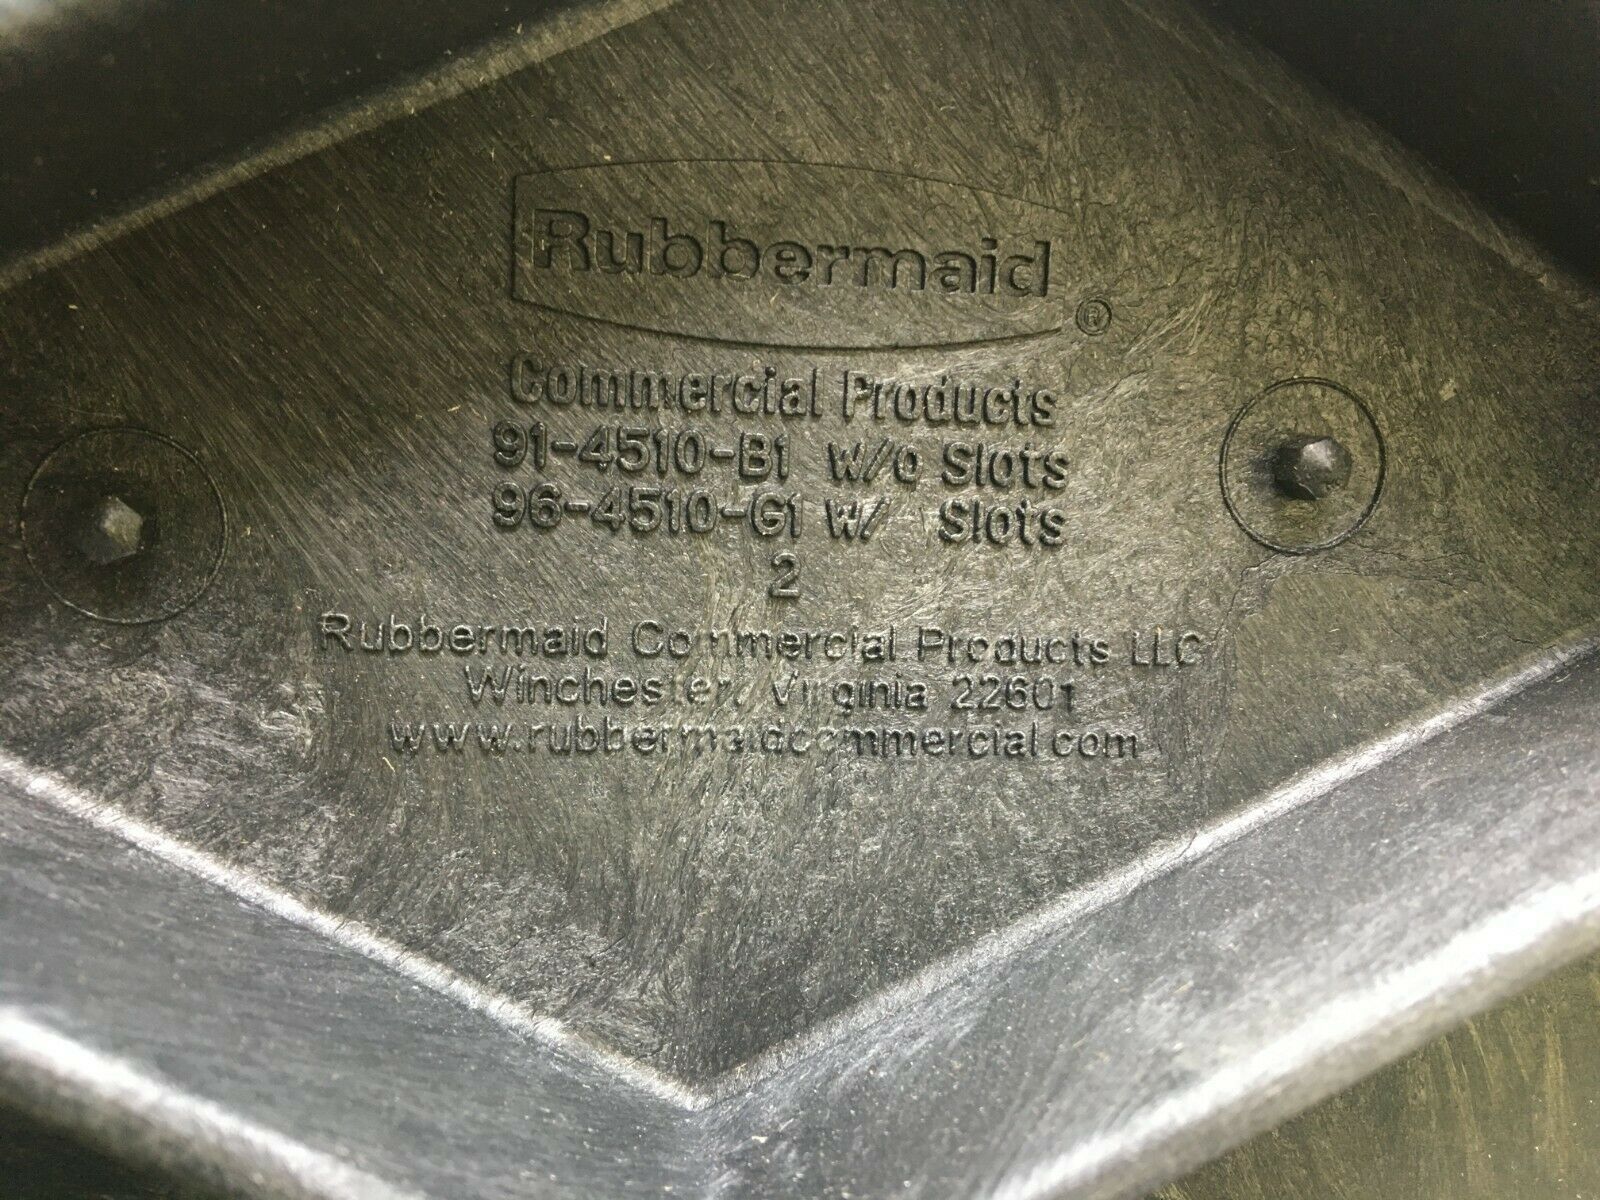 Rubbermaid ®
Commercial Products
91-4510-B1 w/o Slots
96-4510-G1 w/ Slots
2
Rubbermaid Commercial Products LLC
Winchester, Virginia 22601
www.rubbermaidcommercial.com